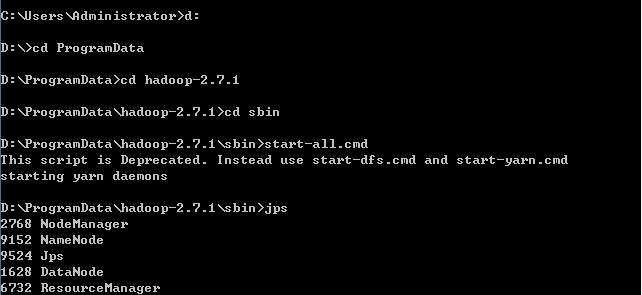 C:\Users\Administrator>d:
D:\>cd ProgramData
D:\ProgramData>cd hadoop-2.7.1
D:\ProgramData\hadoop-2.7.1>cd sbin
D:\ProgramData\hadoop-2.7.1\sbin>start-all.cmd
This script is Deprecated. Instead use start-dfs.cmd and start-yarn.cmd
starting yarn daemons
D:\ProgramData\hadoop-2.7.1\sbin>jps
2768 NodeManager
9152 NameNode
9524 Jps
1628 DataNode
6732 ResourceManager